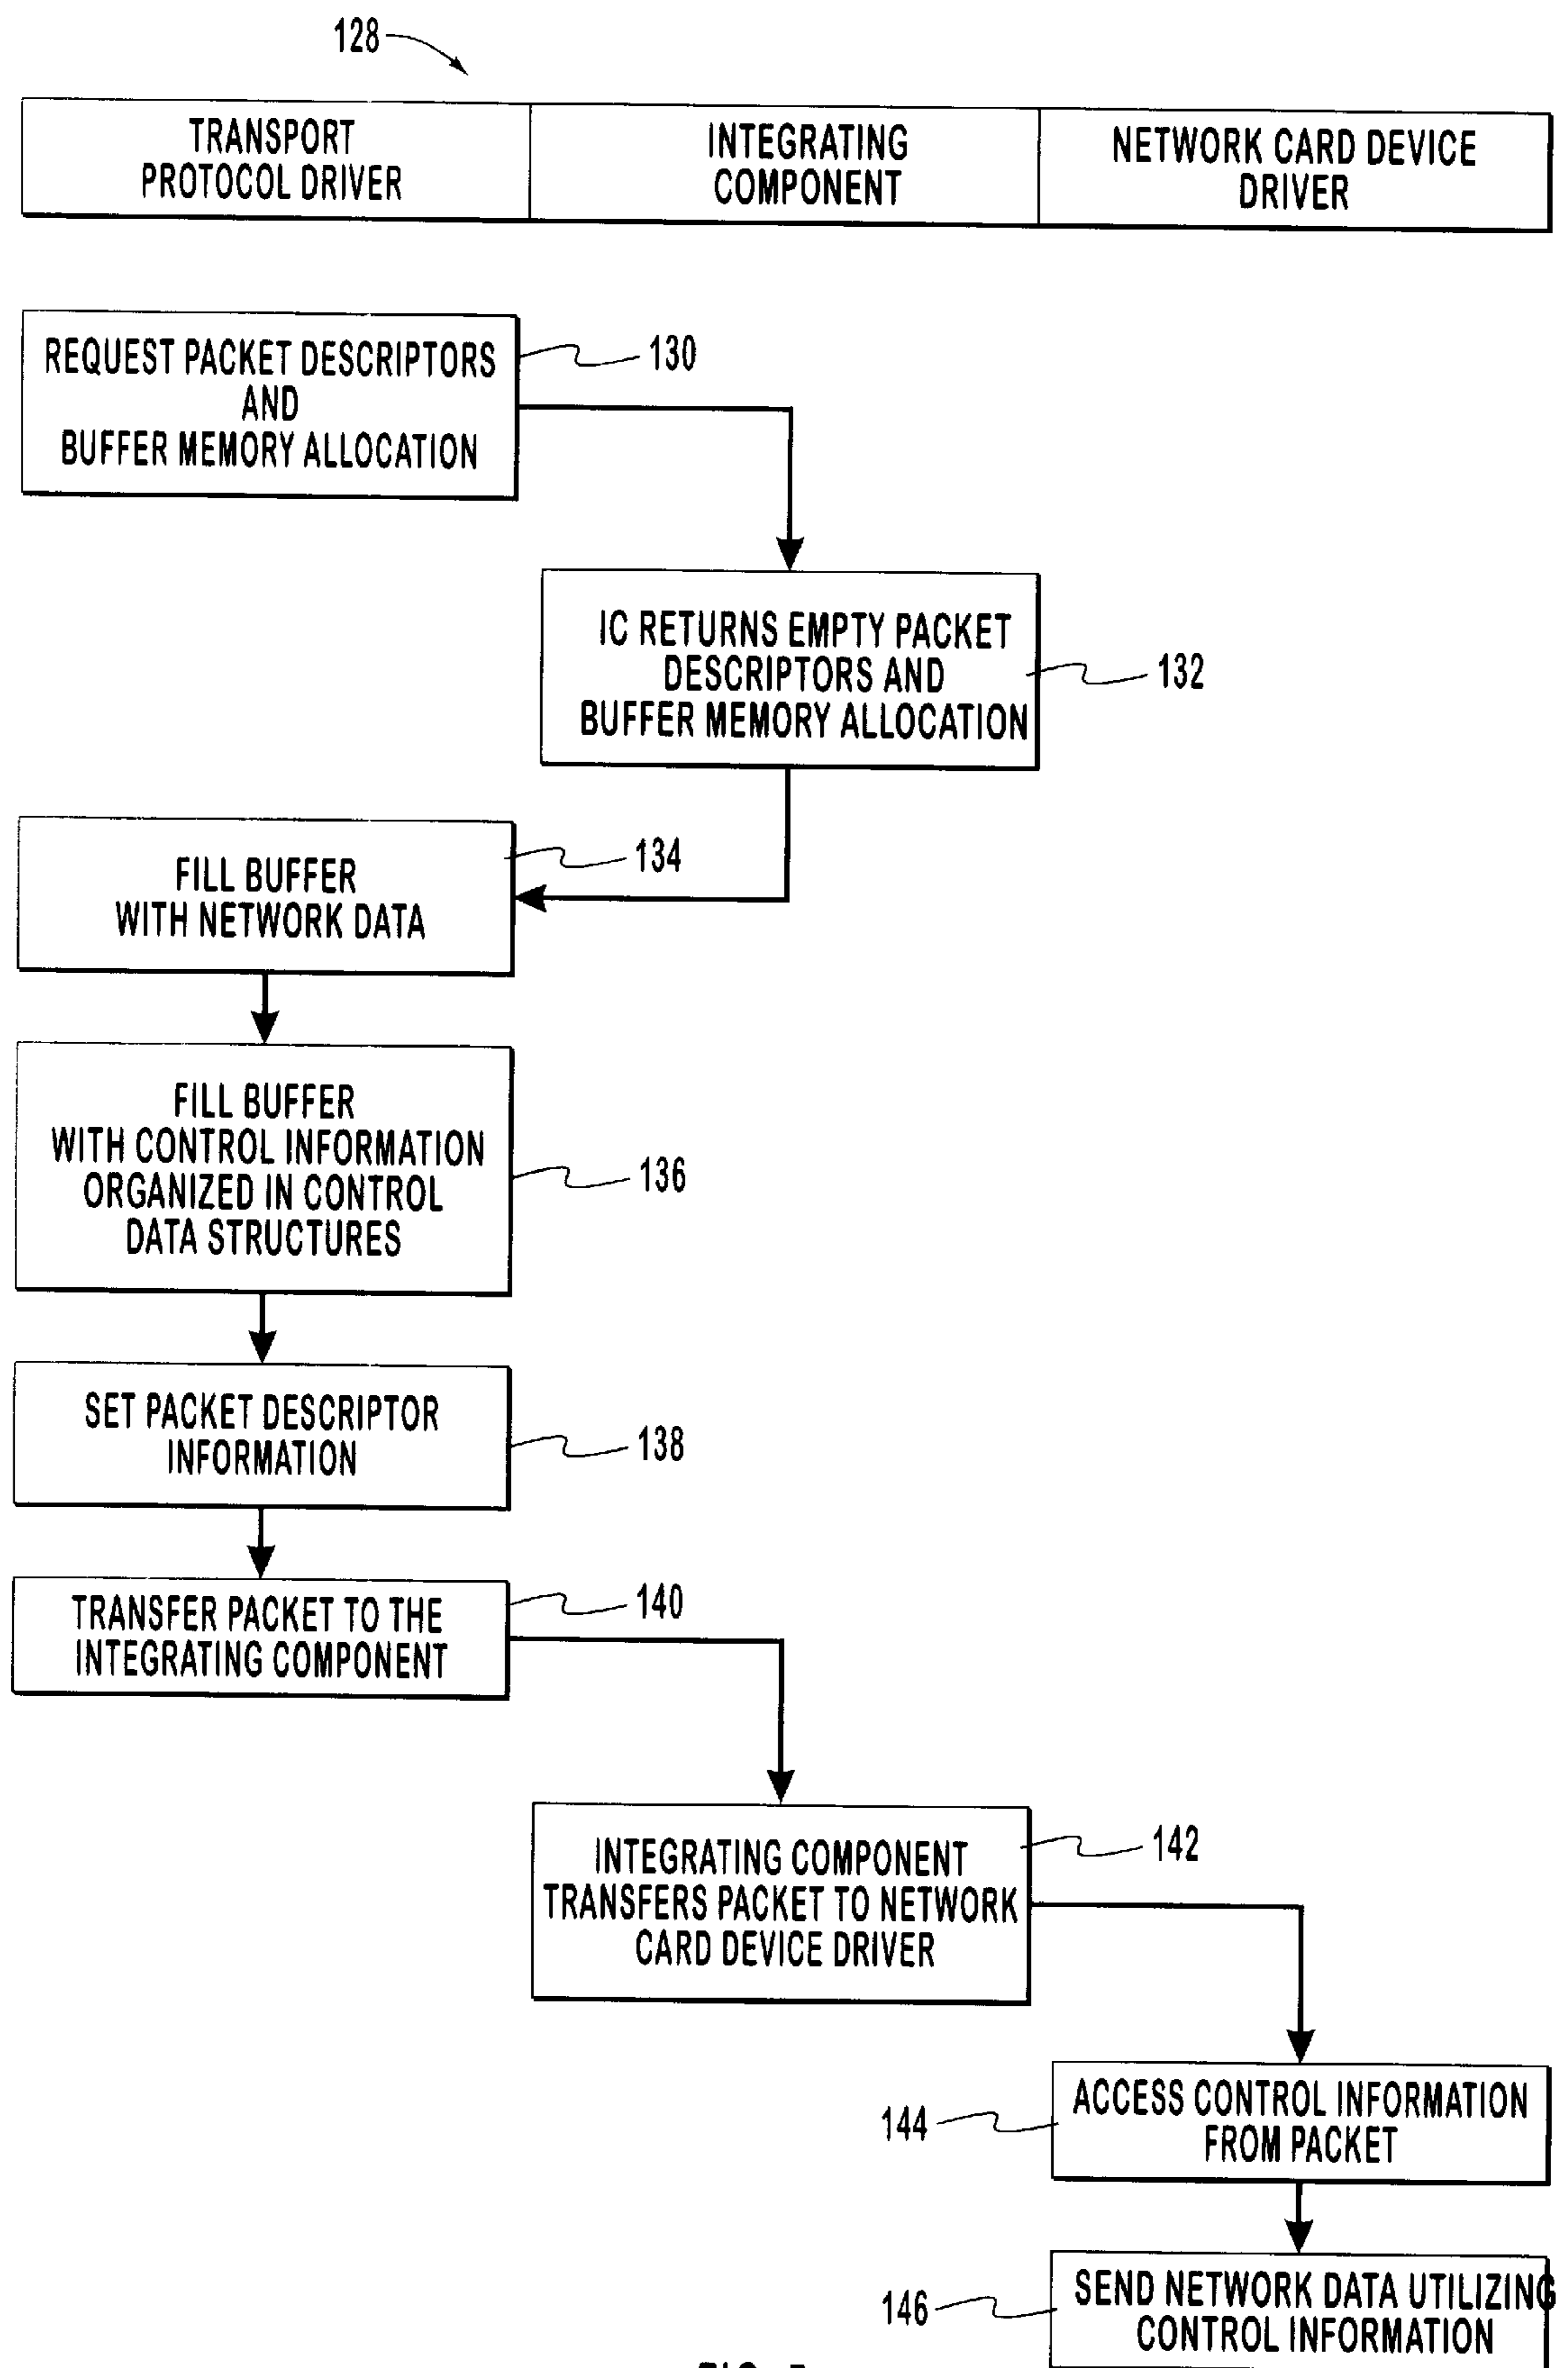 128
TRANSPORT
PROTOCOL DRIVER
INTEGRATING
COMPONENT
NETWORK CARD DEVICE
DRIVER
REQUEST PACKET DESCRIPTORS
AND
BUFFER MEMORY ALLOCATION
130
IC RETURNS EMPTY PACKET
DESCRIPTORS AND
BUFFER MEMORY ALLOCATION
132
FILL BUFFER
WITH NETWORK DATA
134
FILL BUFFER
WITH CONTROL INFORMATION
ORGANIZED IN CONTROL
DATA STRUCTURES
136
SET PACKET DESCRIPTOR
INFORMATION
138
TRANSFER PACKET TO THE
INTEGRATING COMPONENT
140
INTEGRATING COMPONENT
TRANSFERS PACKET TO NETWORK
CARD DEVICE DRIVER
142
ACCESS CONTROL INFORMATION
FROM PACKET
144
SEND NETWORK DATA UTILIZING
CONTROL INFORMATION
146